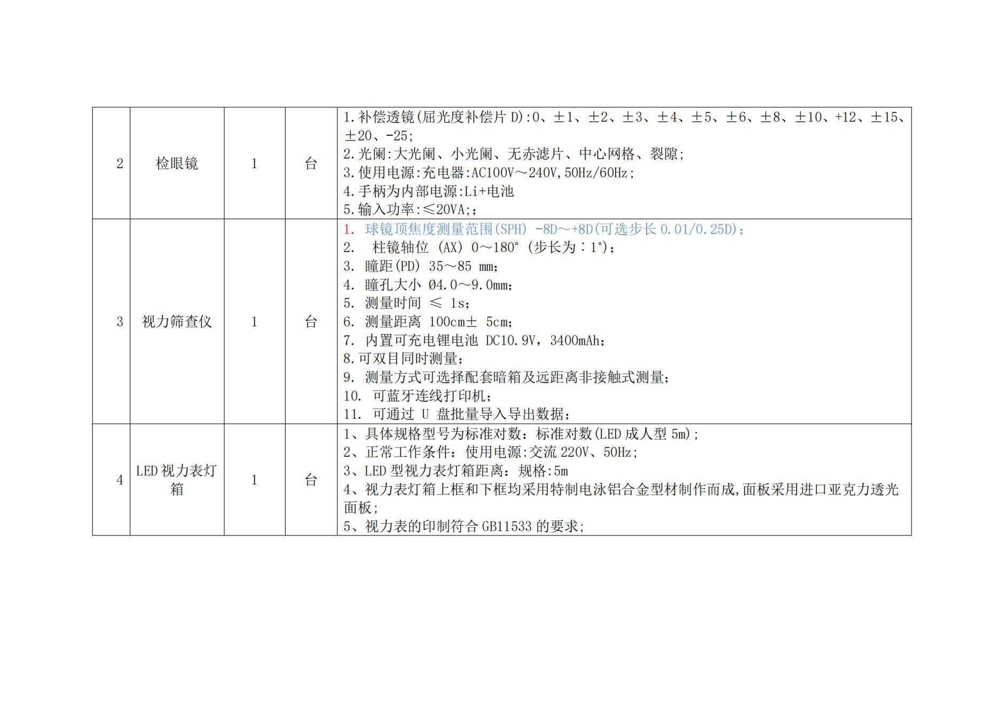 2
检眼镜
1
台
1.补偿透镜(屈光度补偿片 D):0、±1、±2、±3、±4、±5、±6、±8、±10、+12、±15、
±20、-25;
2.光阑:大光阑、小光阑、无赤滤片、中心网格、裂隙;
3.使用电源:充电器:AC100V～240V,50Hz/60Hz;
4.手柄为内部电源:Li+电池
5.输入功率:≤20VA;;
3
视力筛查仪
1
台
1. 球镜顶焦度测量范围(SPH) -8D～+8D(可选步长 0.01/0.25D);
2. 柱镜轴位 (AX) 0～180° (步长为：1°);
3. 瞳距(PD) 35～85 mm;
4. 瞳孔大小 Ø4.0～9.0mm;
5. 测量时间 ≤ 1s;
6. 测量距离 100cm± 5cm;
7. 内置可充电锂电池 DC10.9V, 3400mAh;
8.可双目同时测量;
9. 测量方式可选择配套暗箱及远距离非接触式测量;
10. 可蓝牙连线打印机;
11. 可通过 U 盘批量导入导出数据;
4
LED 视力表灯
箱
1
台
1、具体规格型号为标准对数：标准对数(LED 成人型 5m);
2、正常工作条件：使用电源:交流 220V、50Hz;
3、LED 型视力表灯箱距离：规格:5m
4、视力表灯箱上框和下框均采用特制电泳铝合金型材制作而成,面板采用进口亚克力透光
面板;
5、视力表的印制符合 GB11533 的要求;